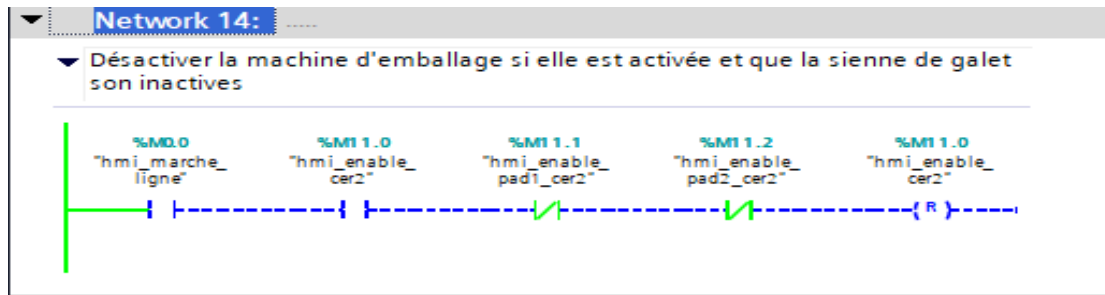 Network 14: .....
Désactiver la machine d'emballage si elle est activée et que la sienne de galet
son inactives
%M0.0 %M11.0 %M11.1 %M11.2 %M11.0
"hmi_marche_ "hmi_enable_ "hmi_enable_ "hmi_enable_ "hmi_enable_
ligne" cer2" pad1_cer2" pad2_cer2" cer2"
R